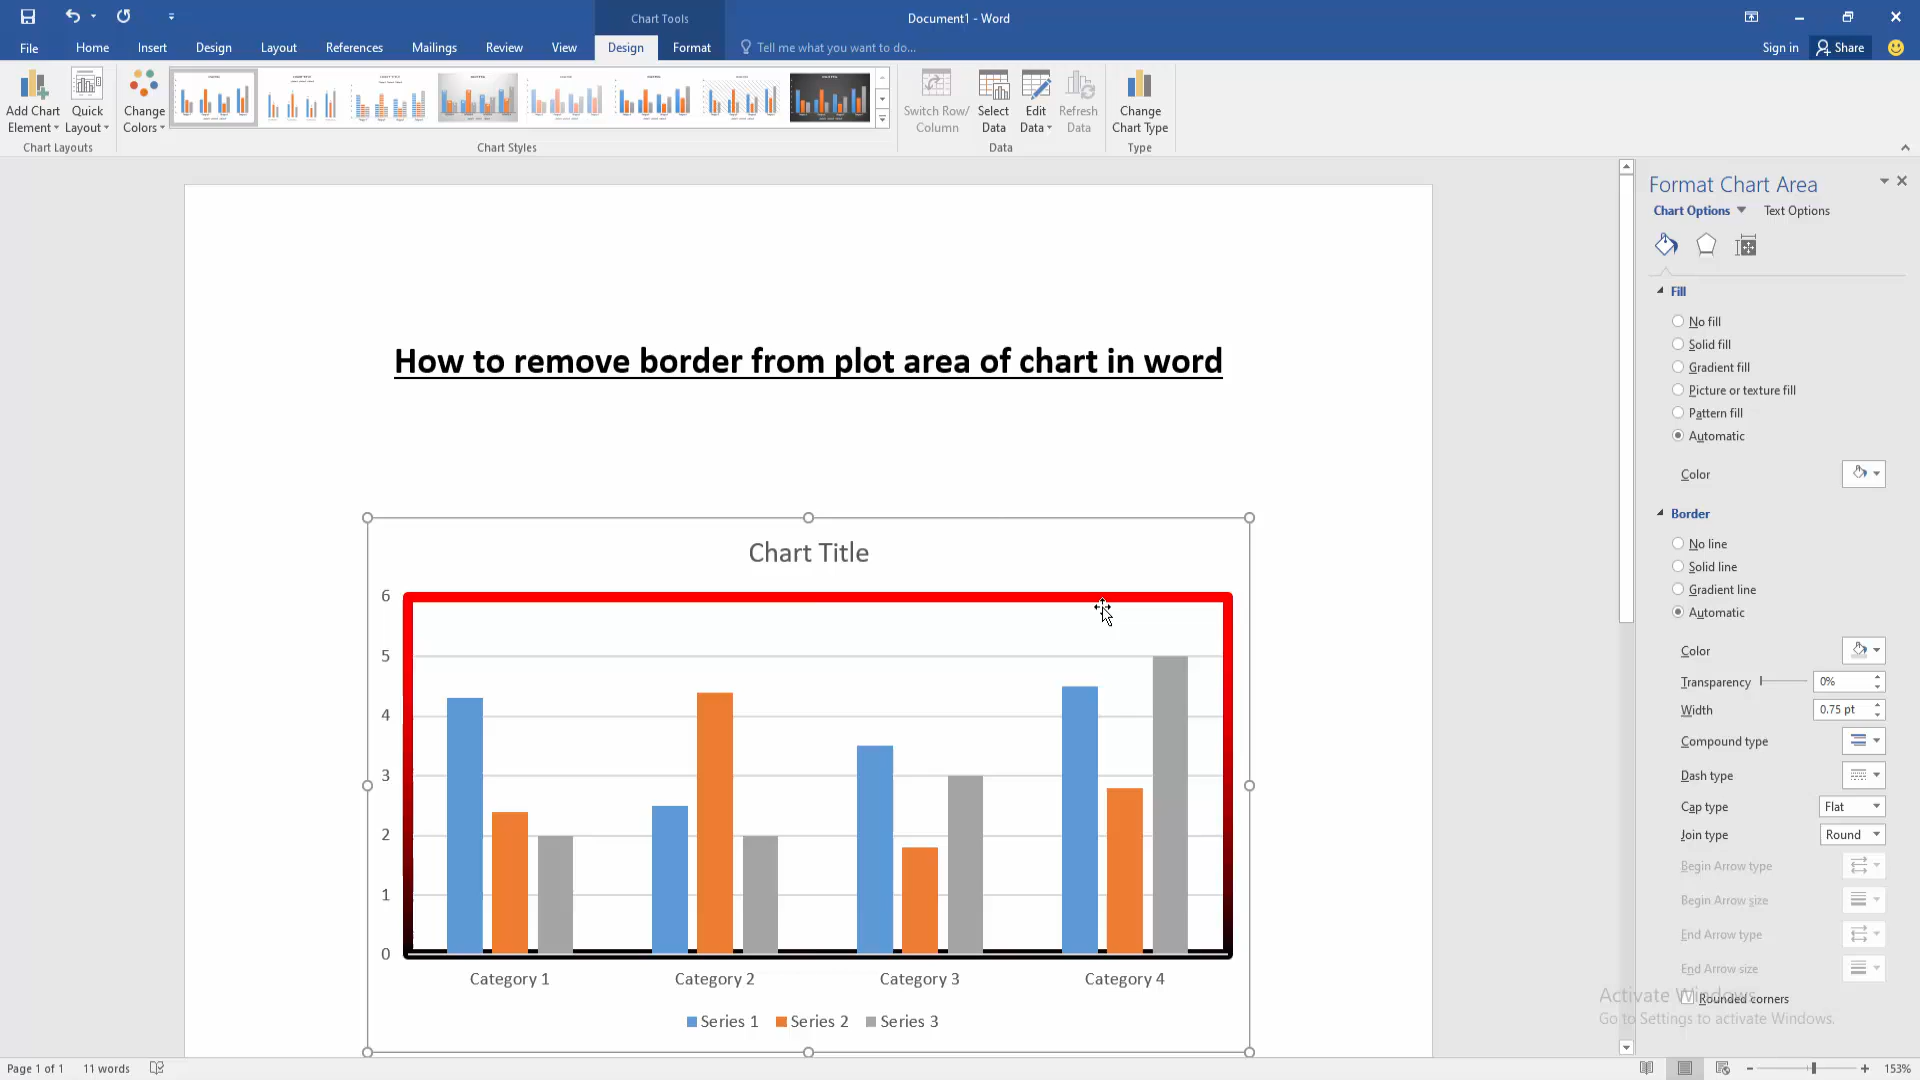 Chart Tools
Document1 - Word
File Home Insert Design Layout References Mailings Review View Design Format Tell me what you want to do... Sign in Share
Add Chart Element
Quick Layout
Change Colors
Switch Row/ Column
Select Data
Edit Data
Refresh Data
Change Chart Type
Chart Layouts
Chart Styles
Data
Type
How to remove border from plot area of chart in word
Chart Title
6
5
4
3
2
1
0
Category 1 Category 2 Category 3 Category 4
Series 1 Series 2 Series 3
Format Chart Area
Chart Options Text Options
Fill
No fill
Solid fill
Gradient fill
Picture or texture fill
Pattern fill
Automatic
Color
Border
No line
Solid line
Gradient line
Automatic
Color
Transparency 0%
Width 0.75 pt
Compound type
Dash type
Cap type Flat
Join type Round
Begin Arrow type
Begin Arrow size
End Arrow type
End Arrow size
Rounded corners
Activate Windows
Go to Settings to activate Windows.
Page 1 of 1 11 words 153%